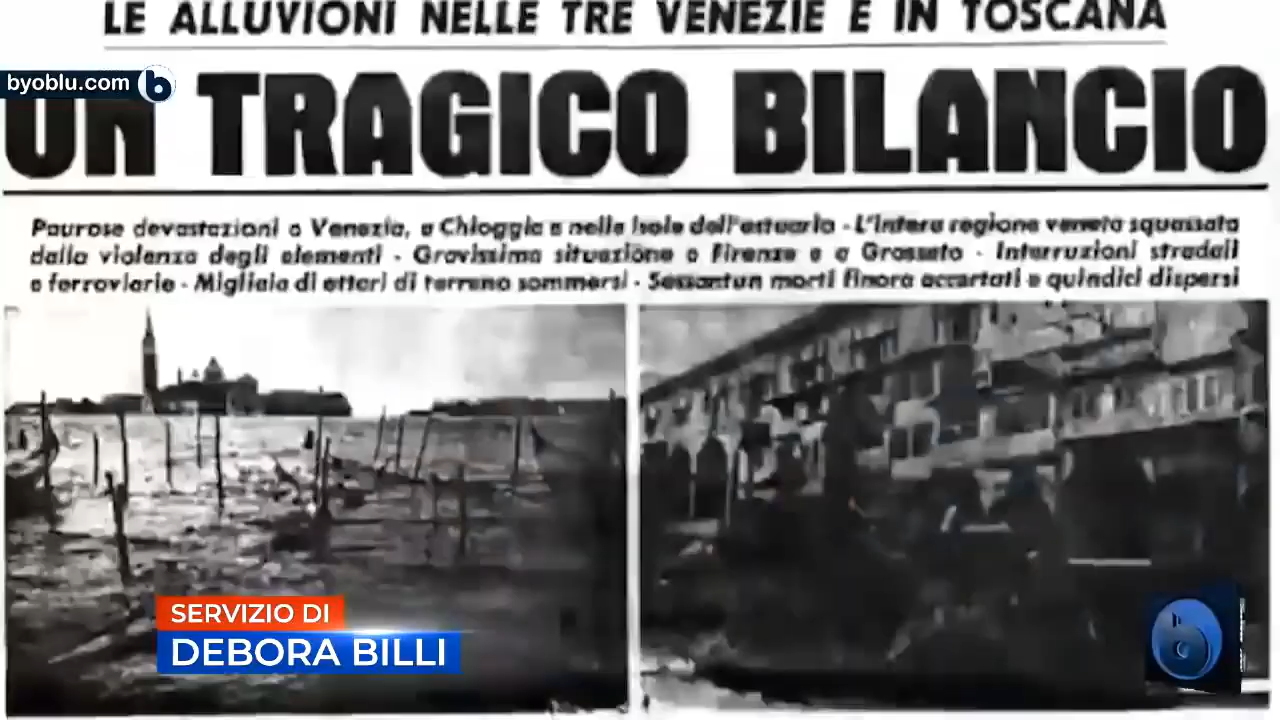 LE ALLUVIONI NELLE TRE VENEZIE E IN TOSCANA
byoblu.com
UN TRAGICO BILANCIO
Paurose devastazioni a Venezia, a Chioggia e nelle isole dell'estuario - L'intera regione veneta squassata
dalla violenza degli elementi - Gravissima situazione a Firenze e a Grosseto - Interruzioni stradali
e ferroviarie - Migliaia di ettari di terreno sommersi - Sessantun morti finora accertati e quindici dispersi
SERVIZIO DI
DEBORA BILLI